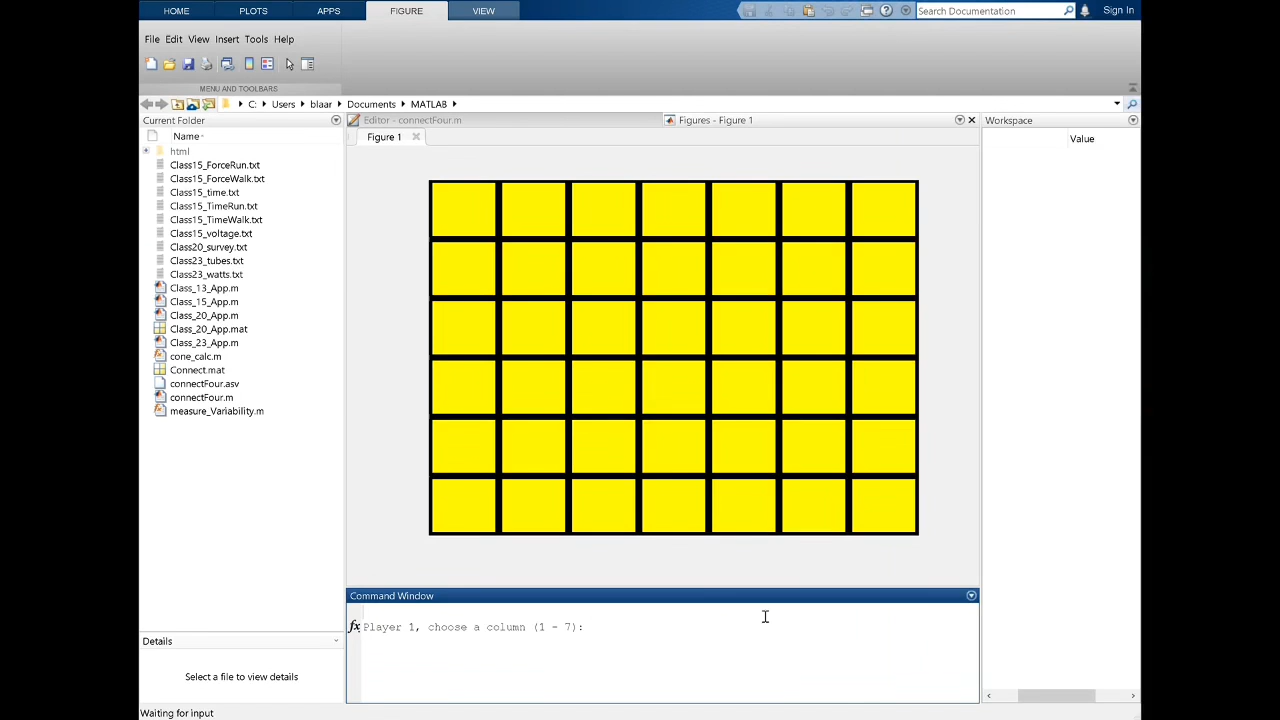 HOME PLOTS APPS FIGURE VIEW Search Documentation Sign In
File Edit View Insert Tools Help
MENU AND TOOLBARS
C: Users blaar Documents MATLAB
Current Folder
Editor - connectFour.m
Figures - Figure 1
Workspace
Name
Figure 1
Value
html
Class15_ForceRun.txt
Class15_ForceWalk.txt
Class15_time.txt
Class15_TimeRun.txt
Class15_TimeWalk.txt
Class15_voltage.txt
Class20_survey.txt
Class23_tubes.txt
Class23_watts.txt
Class_13_App.m
Class_15_App.m
Class_20_App.m
Class_20_App.mat
Class_23_App.m
cone_calc.m
Connect.mat
connectFour.asv
connectFour.m
measure_Variability.m
Command Window
fx Player 1, choose a column (1 - 7):
Details
Select a file to view details
Waiting for input